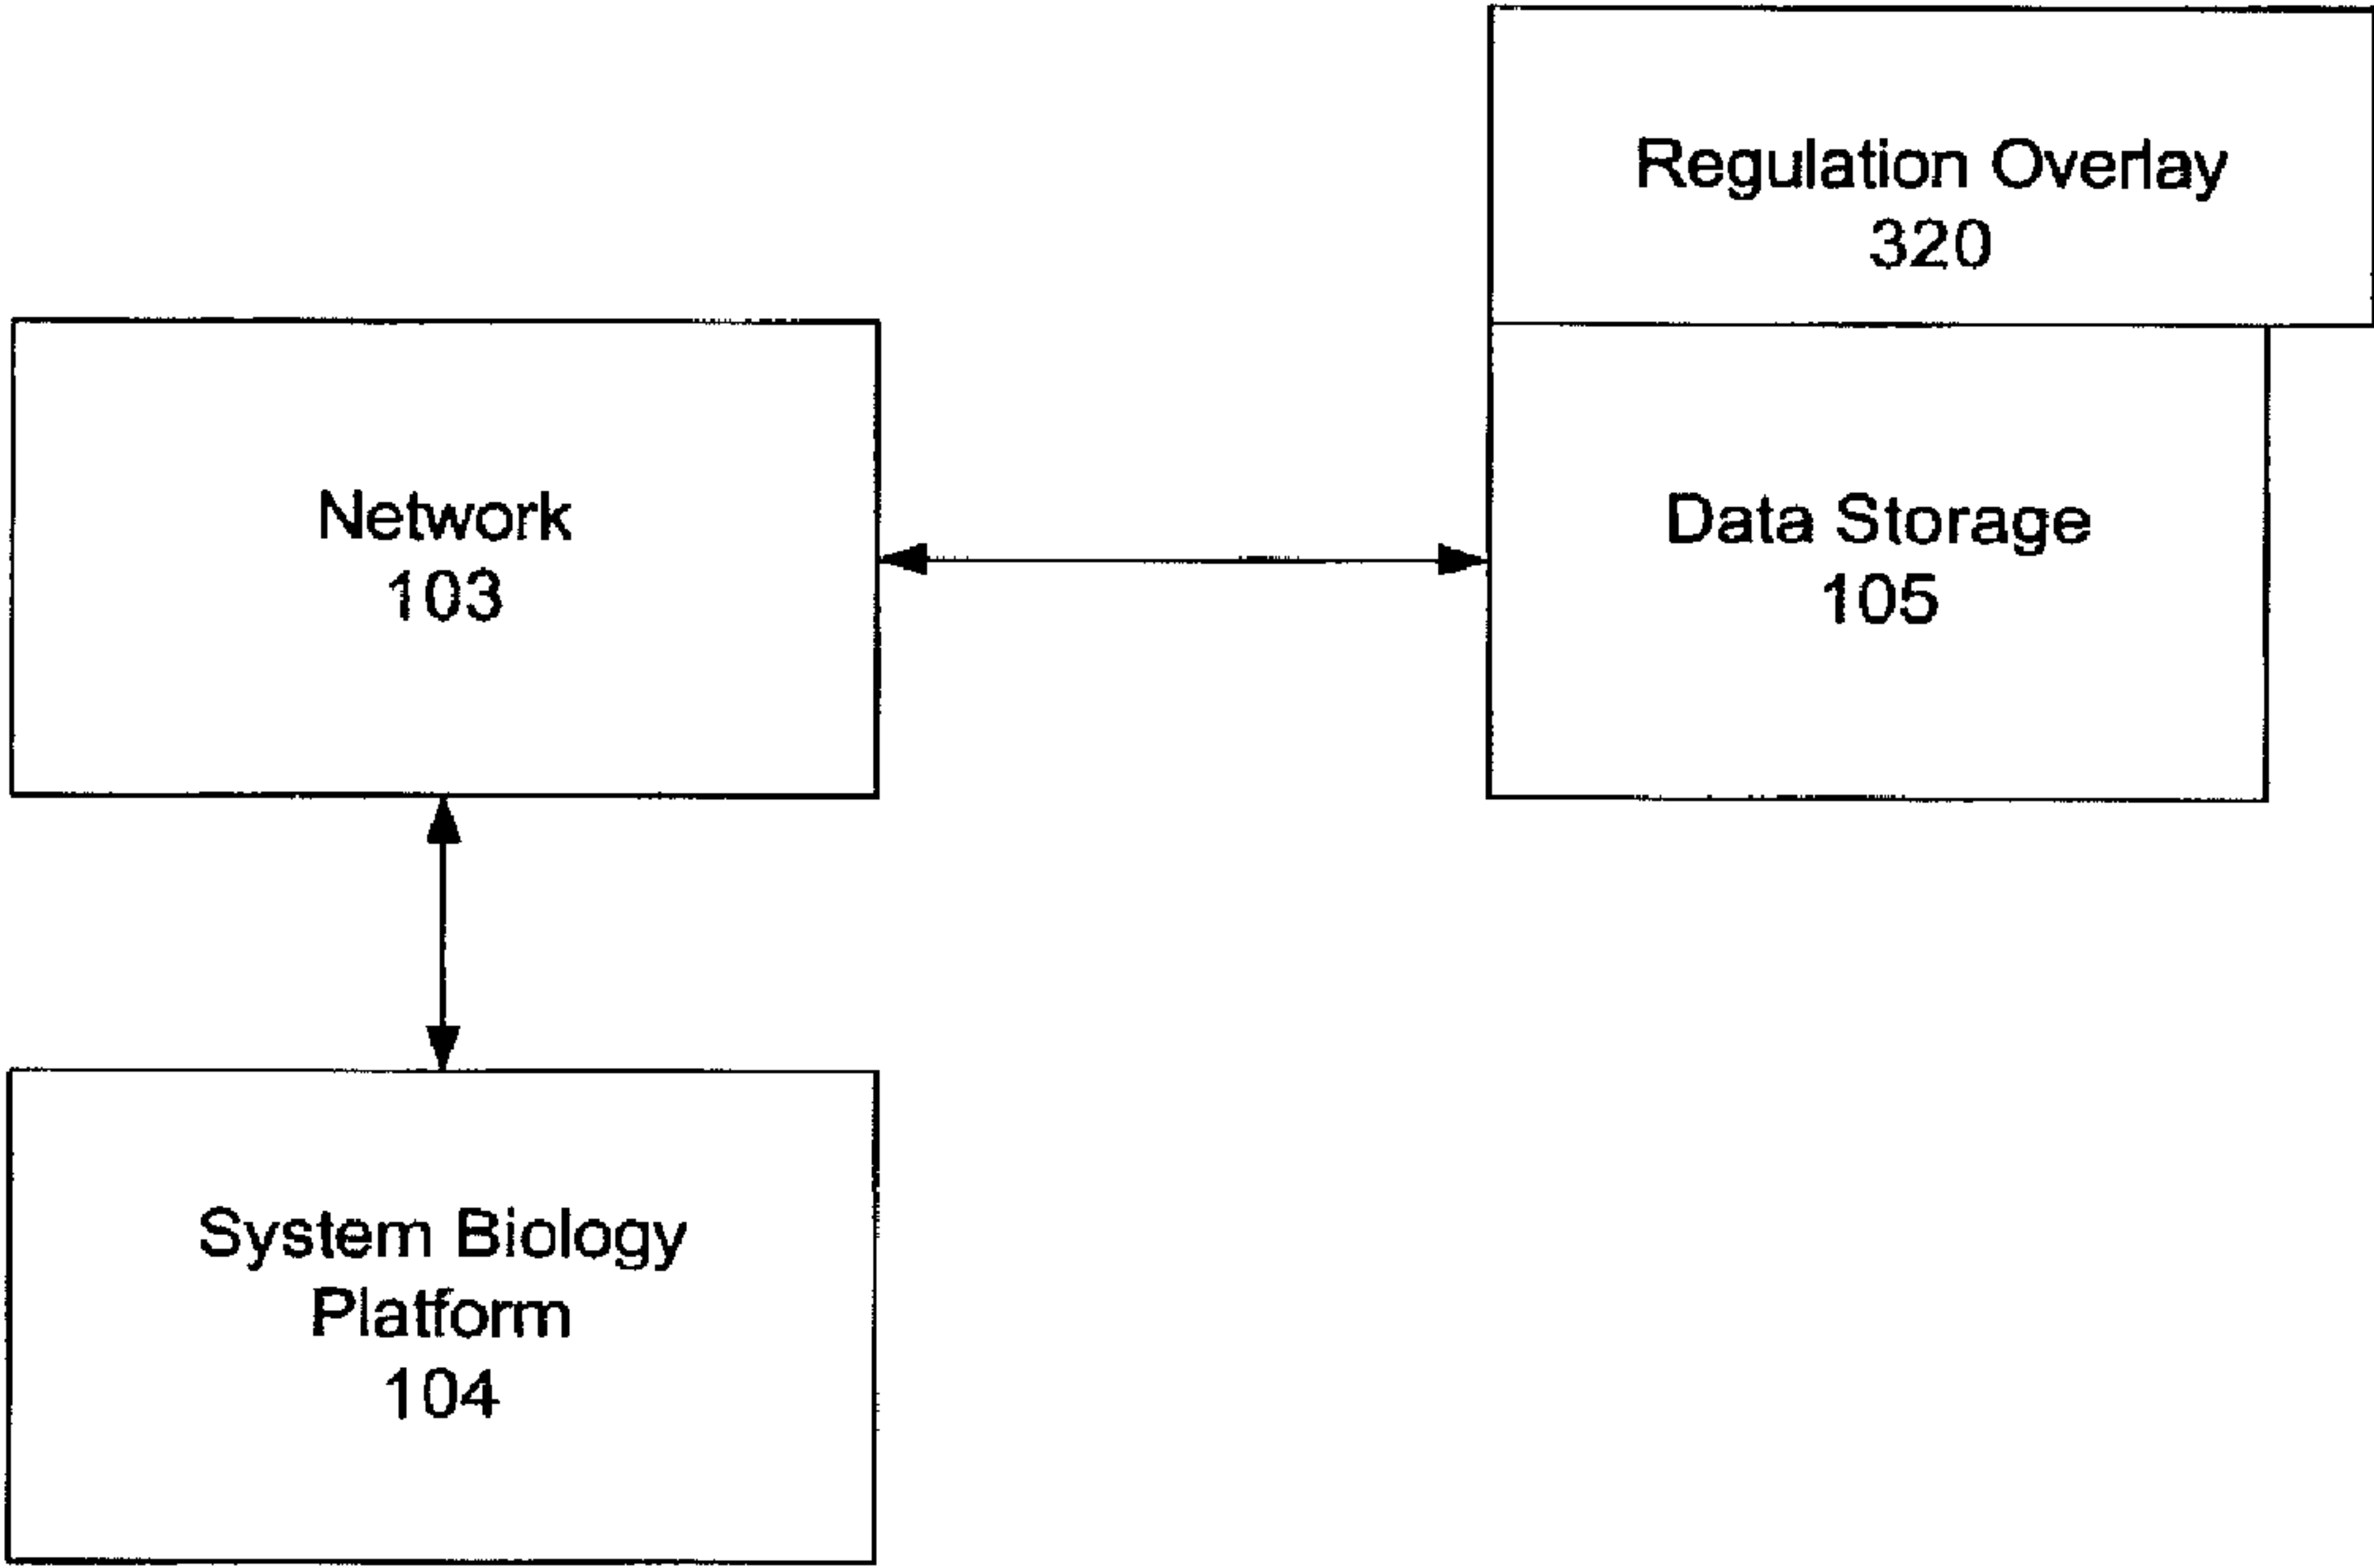 Regulation Overlay
320
Network
103
Data Storage
105
System Biology
Platform
104